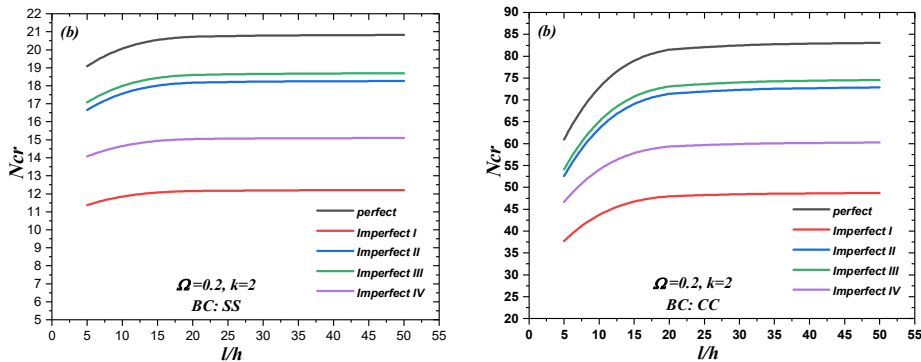 (b)
21
20
19
18
17
16
15
14
13
12
11
10
9
8
7
6
5
Ncr
perfect
Imperfect I
Imperfect II
Imperfect III
Imperfect IV
Ω=0.2, k=2
BC: SS
0 5 10 15 20 25 30 35 40 45 50 55
l/h
(b)
90
85
80
75
70
65
60
55
50
45
40
35
30
25
20
Ncr
perfect
Imperfect I
Imperfect II
Imperfect III
Imperfect IV
Ω=0.2, k=2
BC: CC
0 5 10 15 20 25 30 35 40 45 50 55
l/h